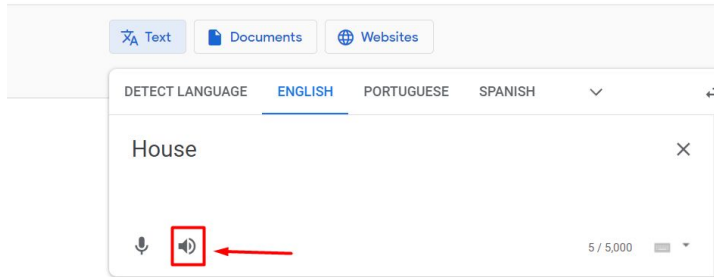 Text Documents Websites
DETECT LANGUAGE ENGLISH PORTUGUESE SPANISH
House
5 / 5,000